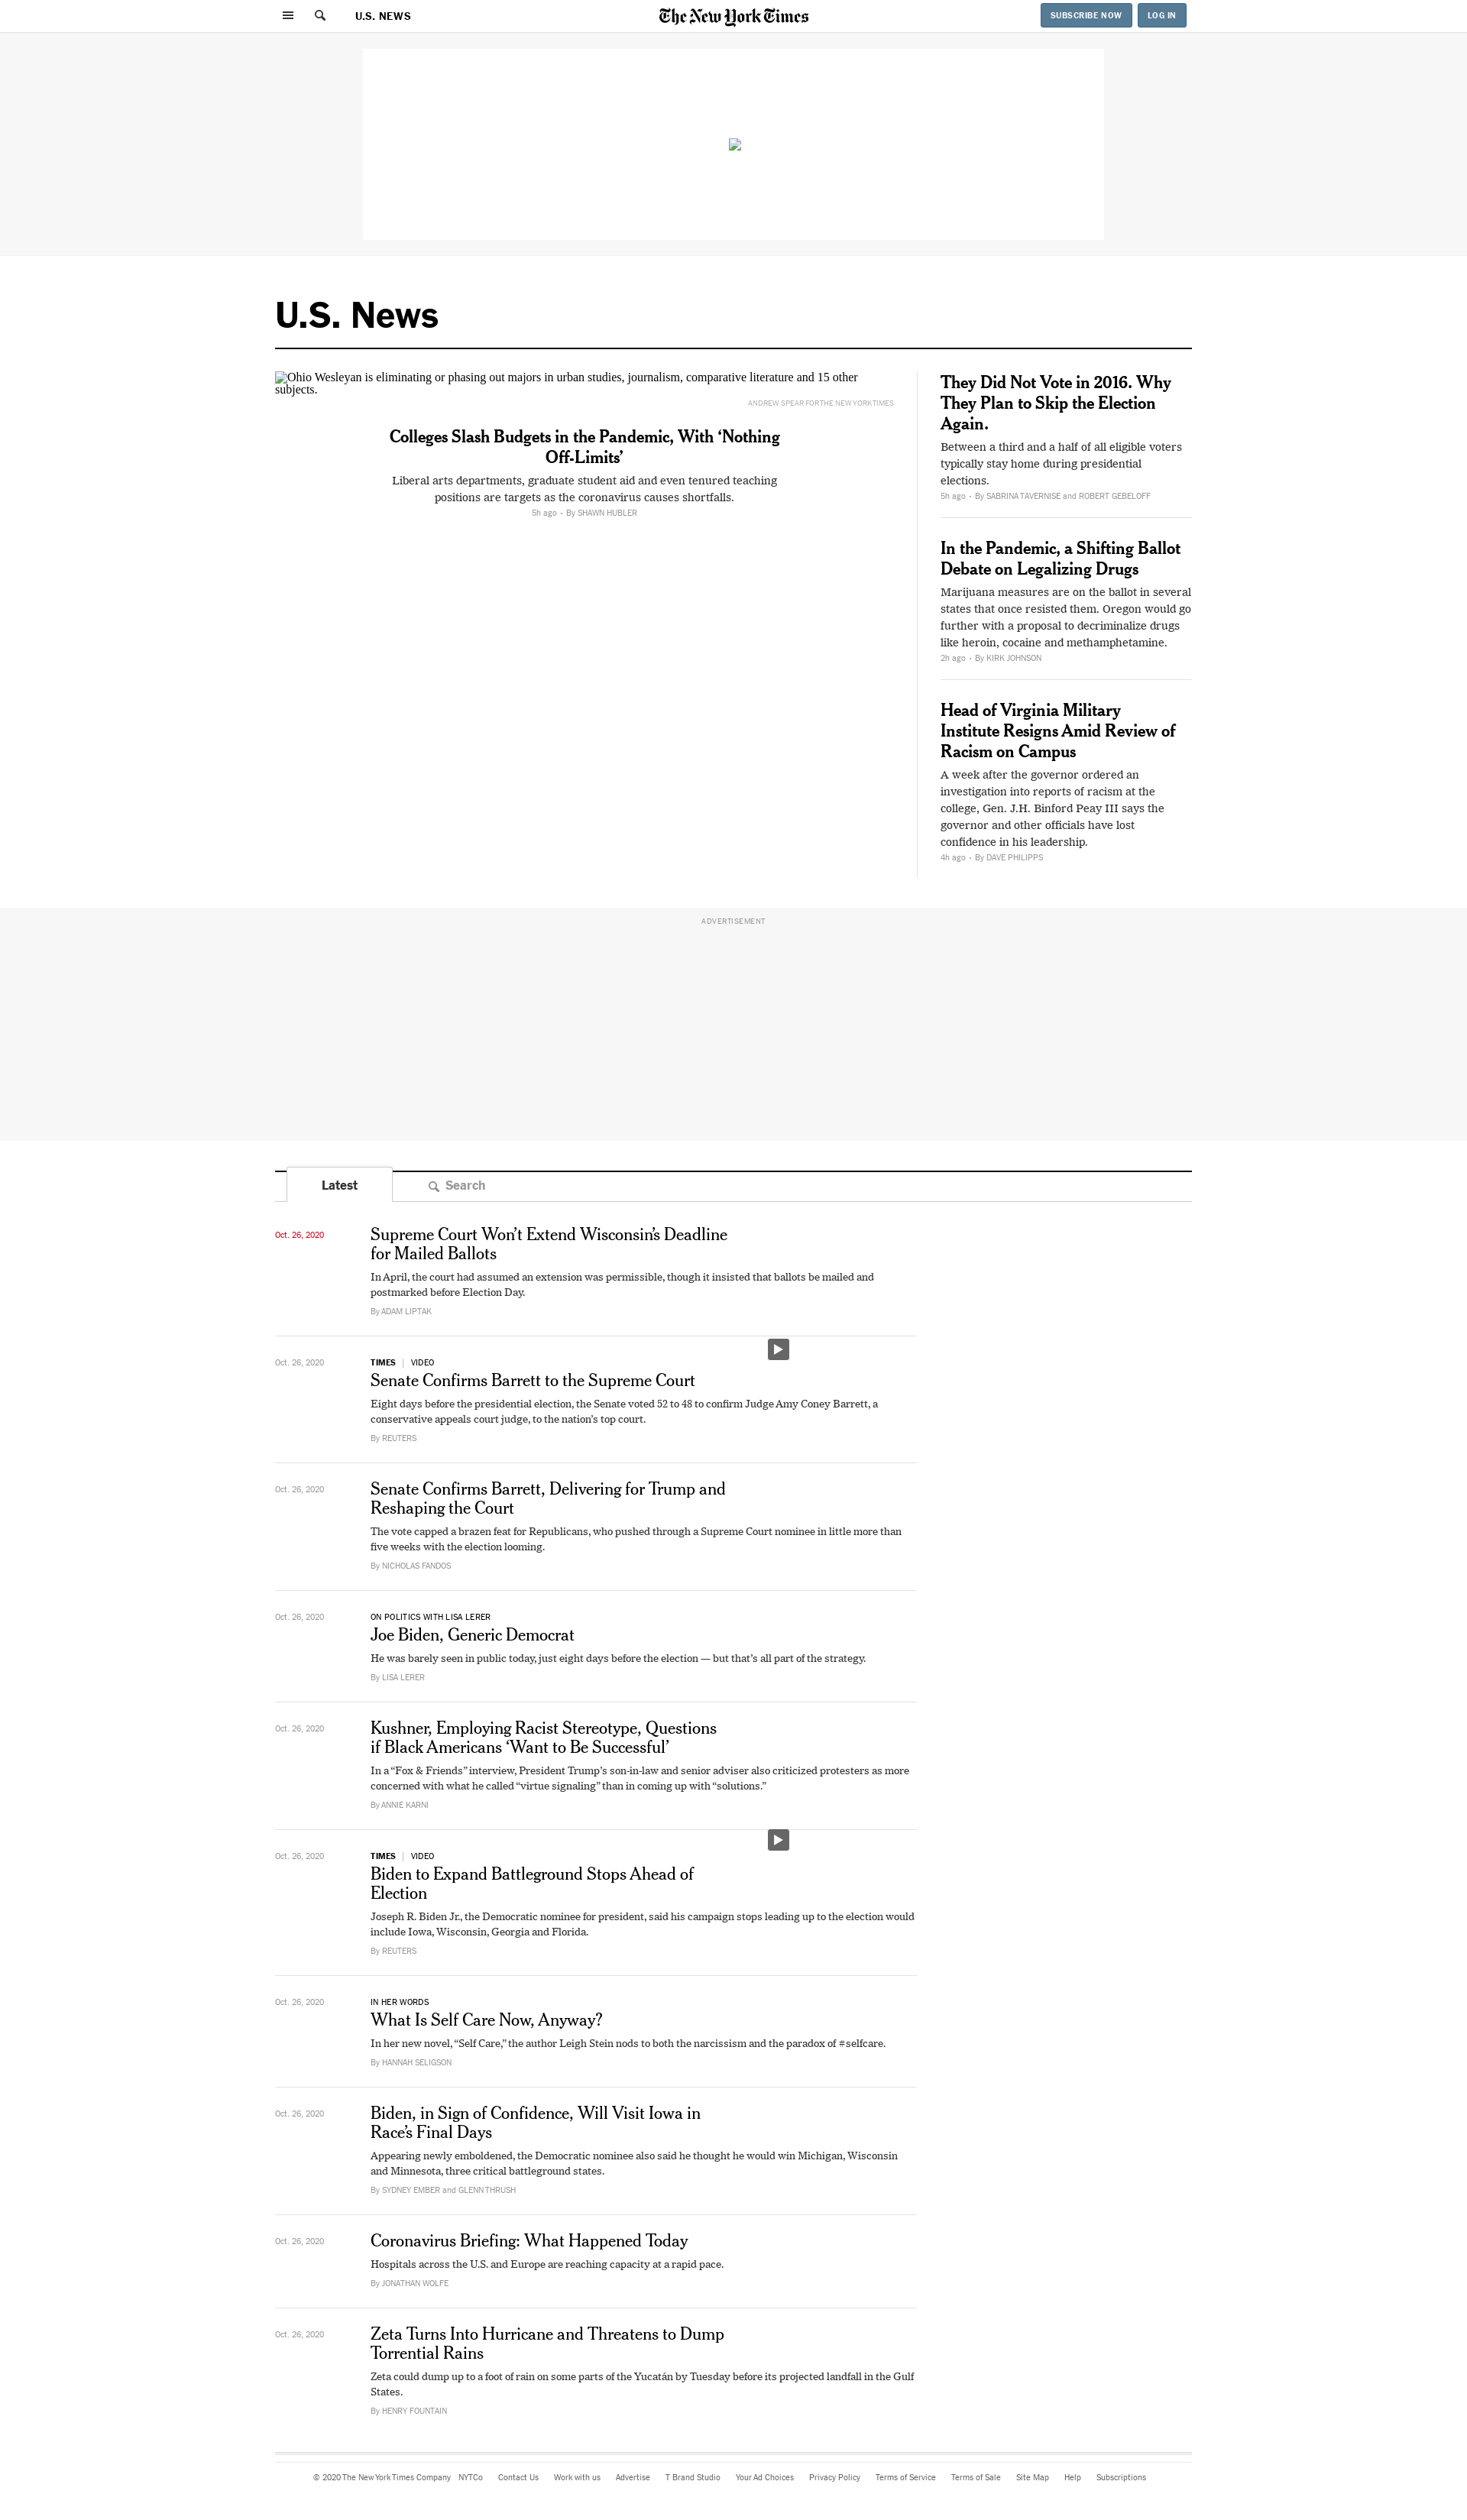 U.S. NEWS
The New York Times
SUBSCRIBE NOW
LOG IN
U.S. News
Ohio Wesleyan is eliminating or phasing out majors in urban studies, journalism, comparative literature and 15 other
subjects.
ANDREW SPEAR FOR THE NEW YORK TIMES
Colleges Slash Budgets in the Pandemic, With ‘Nothing
Off-Limits’
Liberal arts departments, graduate student aid and even tenured teaching
positions are targets as the coronavirus causes shortfalls.
5h ago • By SHAWN HUBLER
They Did Not Vote in 2016. Why
They Plan to Skip the Election
Again.
Between a third and a half of all eligible voters
typically stay home during presidential
elections.
5h ago • By SABRINA TAVERNISE and ROBERT GEBELOFF
In the Pandemic, a Shifting Ballot
Debate on Legalizing Drugs
Marijuana measures are on the ballot in several
states that once resisted them. Oregon would go
further with a proposal to decriminalize drugs
like heroin, cocaine and methamphetamine.
2h ago • By KIRK JOHNSON
Head of Virginia Military
Institute Resigns Amid Review of
Racism on Campus
A week after the governor ordered an
investigation into reports of racism at the
college, Gen. J.H. Binford Peay III says the
governor and other officials have lost
confidence in his leadership.
4h ago • By DAVE PHILIPPS
ADVERTISEMENT
Latest
Search
Oct. 26, 2020
Supreme Court Won’t Extend Wisconsin’s Deadline
for Mailed Ballots
In April, the court had assumed an extension was permissible, though it insisted that ballots be mailed and
postmarked before Election Day.
By ADAM LIPTAK
Oct. 26, 2020
TIMES | VIDEO
Senate Confirms Barrett to the Supreme Court
Eight days before the presidential election, the Senate voted 52 to 48 to confirm Judge Amy Coney Barrett, a
conservative appeals court judge, to the nation’s top court.
By REUTERS
Oct. 26, 2020
Senate Confirms Barrett, Delivering for Trump and
Reshaping the Court
The vote capped a brazen feat for Republicans, who pushed through a Supreme Court nominee in little more than
five weeks with the election looming.
By NICHOLAS FANDOS
Oct. 26, 2020
ON POLITICS WITH LISA LERER
Joe Biden, Generic Democrat
He was barely seen in public today, just eight days before the election — but that’s all part of the strategy.
By LISA LERER
Oct. 26, 2020
Kushner, Employing Racist Stereotype, Questions
if Black Americans ‘Want to Be Successful’
In a “Fox & Friends” interview, President Trump’s son-in-law and senior adviser also criticized protesters as more
concerned with what he called “virtue signaling” than in coming up with “solutions.”
By ANNIE KARNI
Oct. 26, 2020
TIMES | VIDEO
Biden to Expand Battleground Stops Ahead of
Election
Joseph R. Biden Jr., the Democratic nominee for president, said his campaign stops leading up to the election would
include Iowa, Wisconsin, Georgia and Florida.
By REUTERS
Oct. 26, 2020
IN HER WORDS
What Is Self Care Now, Anyway?
In her new novel, “Self Care,” the author Leigh Stein nods to both the narcissism and the paradox of #selfcare.
By HANNAH SELIGSON
Oct. 26, 2020
Biden, in Sign of Confidence, Will Visit Iowa in
Race’s Final Days
Appearing newly emboldened, the Democratic nominee also said he thought he would win Michigan, Wisconsin
and Minnesota, three critical battleground states.
By SYDNEY EMBER and GLENN THRUSH
Oct. 26, 2020
Coronavirus Briefing: What Happened Today
Hospitals across the U.S. and Europe are reaching capacity at a rapid pace.
By JONATHAN WOLFE
Oct. 26, 2020
Zeta Turns Into Hurricane and Threatens to Dump
Torrential Rains
Zeta could dump up to a foot of rain on some parts of the Yucatán by Tuesday before its projected landfall in the Gulf
States.
By HENRY FOUNTAIN
© 2020 The New York Times Company NYTCo Contact Us Work with us Advertise T Brand Studio Your Ad Choices Privacy Policy Terms of Service Terms of Sale Site Map Help Subscriptions